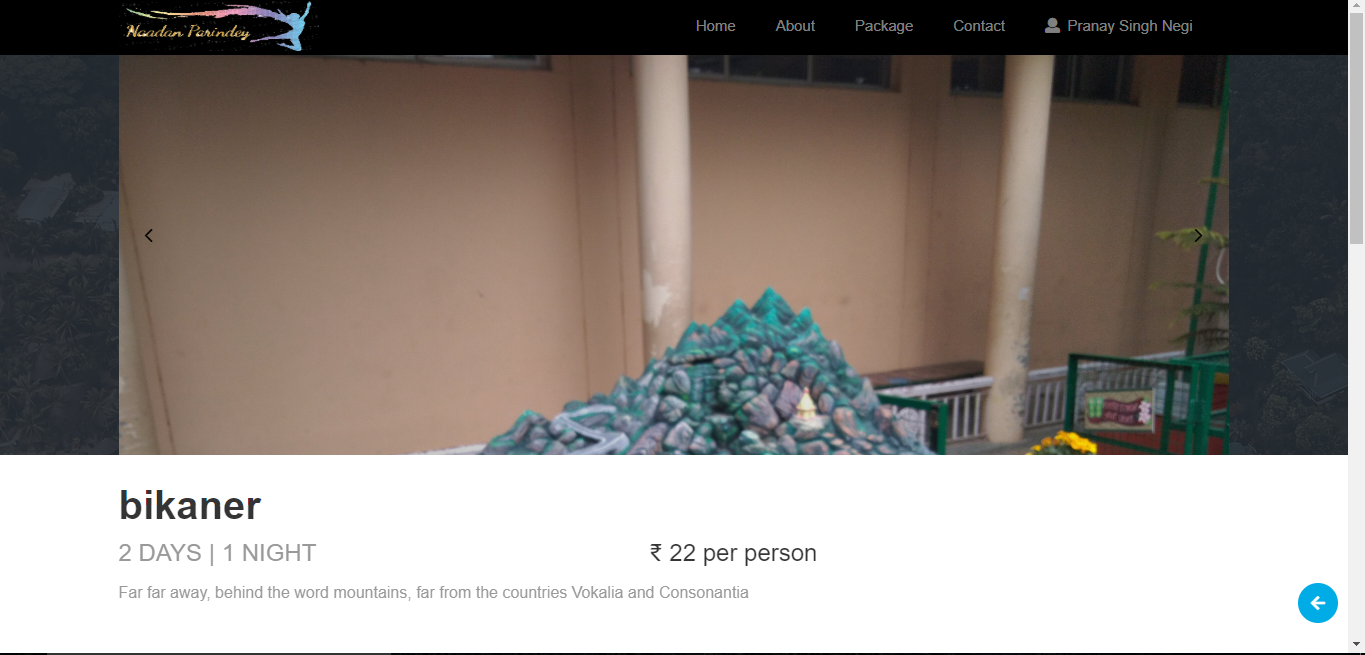 Naadan Parindey
Home
About
Package
Contact
Pranay Singh Negi
bikaner
2 DAYS | 1 NIGHT
₹ 22 per person
Far far away, behind the word mountains, far from the countries Vokalia and Consonantia